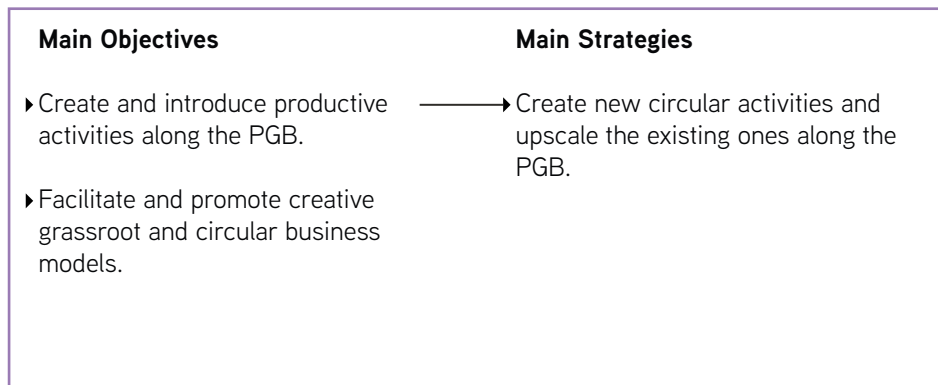 Main Objectives
Create and introduce productive
activities along the PGB.
Facilitate and promote creative
grassroot and circular business
models.
Main Strategies
Create new circular activities and
upscale the existing ones along the
PGB.